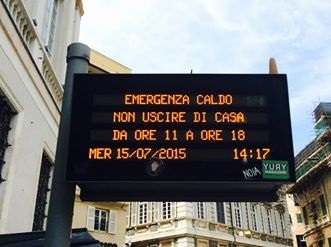 EMERGENZA CALDO
NON USCIRE DI CASA
DA ORE 11 A ORE 18
MER 15/07/2015 14:17
NOIA
YURY